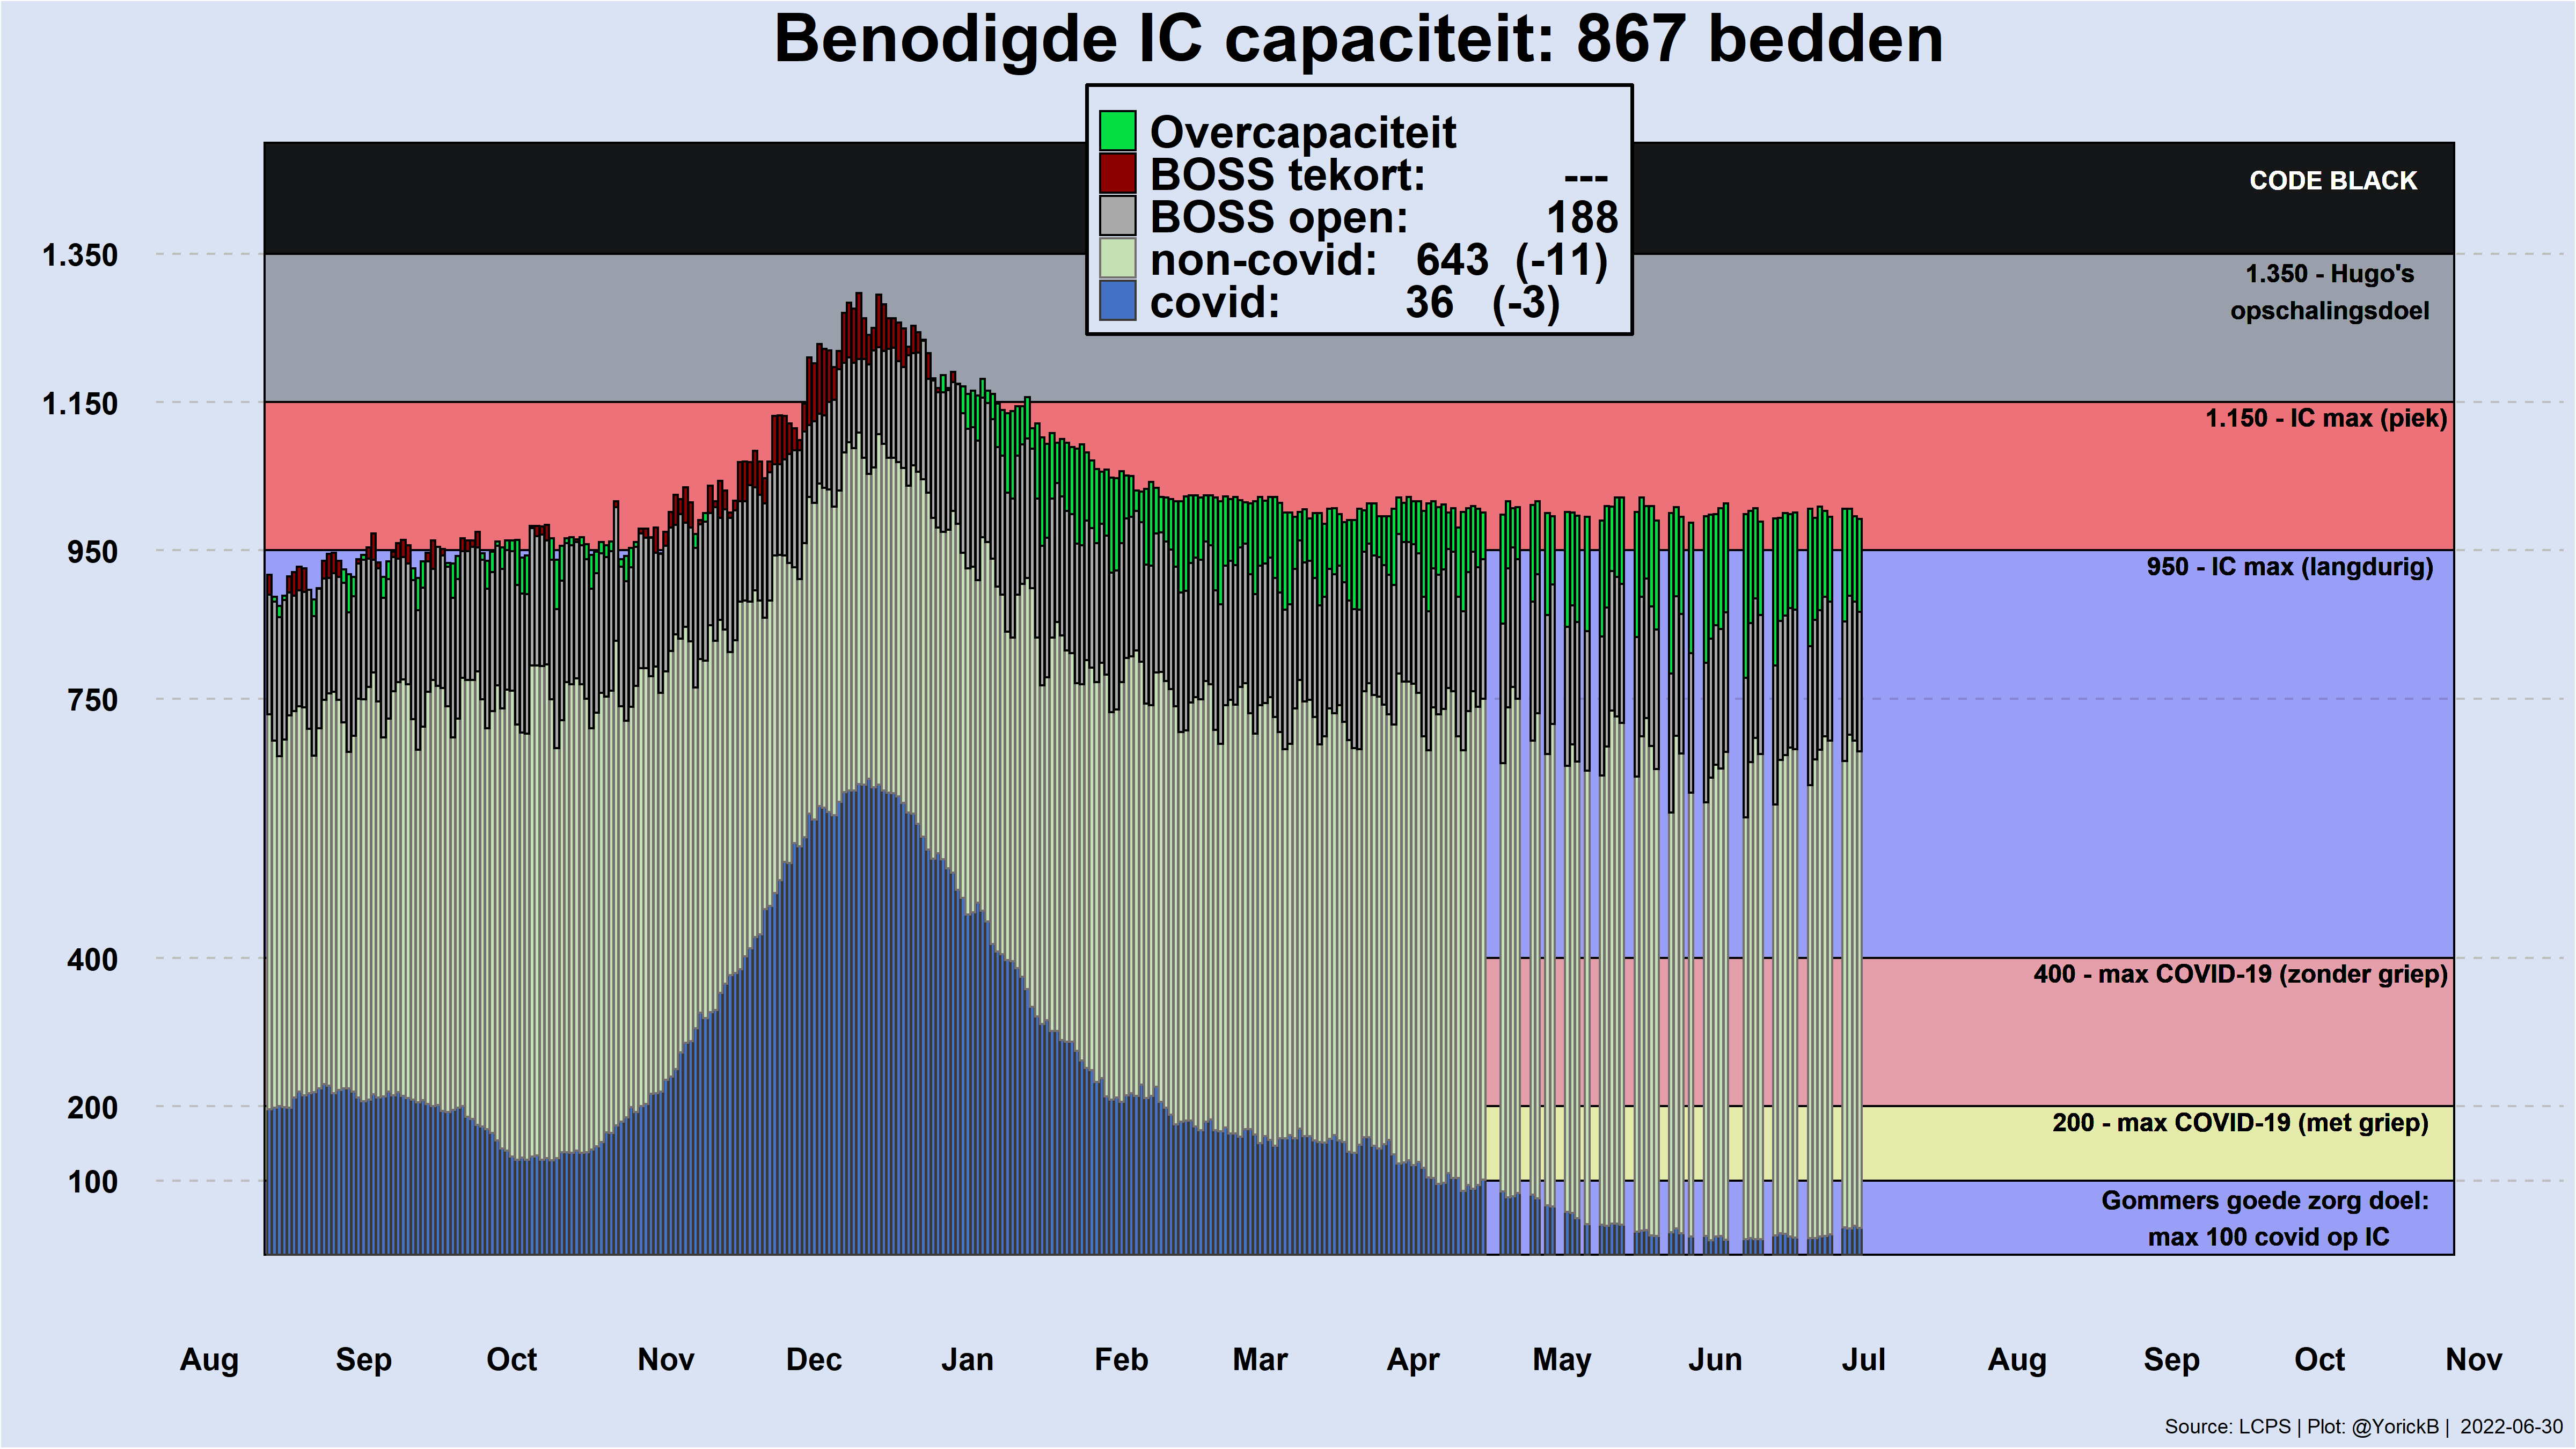 Benodigde IC capaciteit: 867 bedden
Overcapaciteit
BOSS tekort: ---
BOSS open: 188
non-covid: 643 (-11)
covid: 36 (-3)
CODE BLACK
1.350
1.350 - Hugo's
opschalingsdoel
1.150
1.150 - IC max (piek)
950
950 - IC max (langdurig)
750
400
400 - max COVID-19 (zonder griep)
200
200 - max COVID-19 (met griep)
100
Gommers goede zorg doel:
max 100 covid op IC
Aug Sep Oct Nov Dec Jan Feb Mar Apr May Jun Jul Aug Sep Oct Nov
Source: LCPS | Plot: @YorickB | 2022-06-30